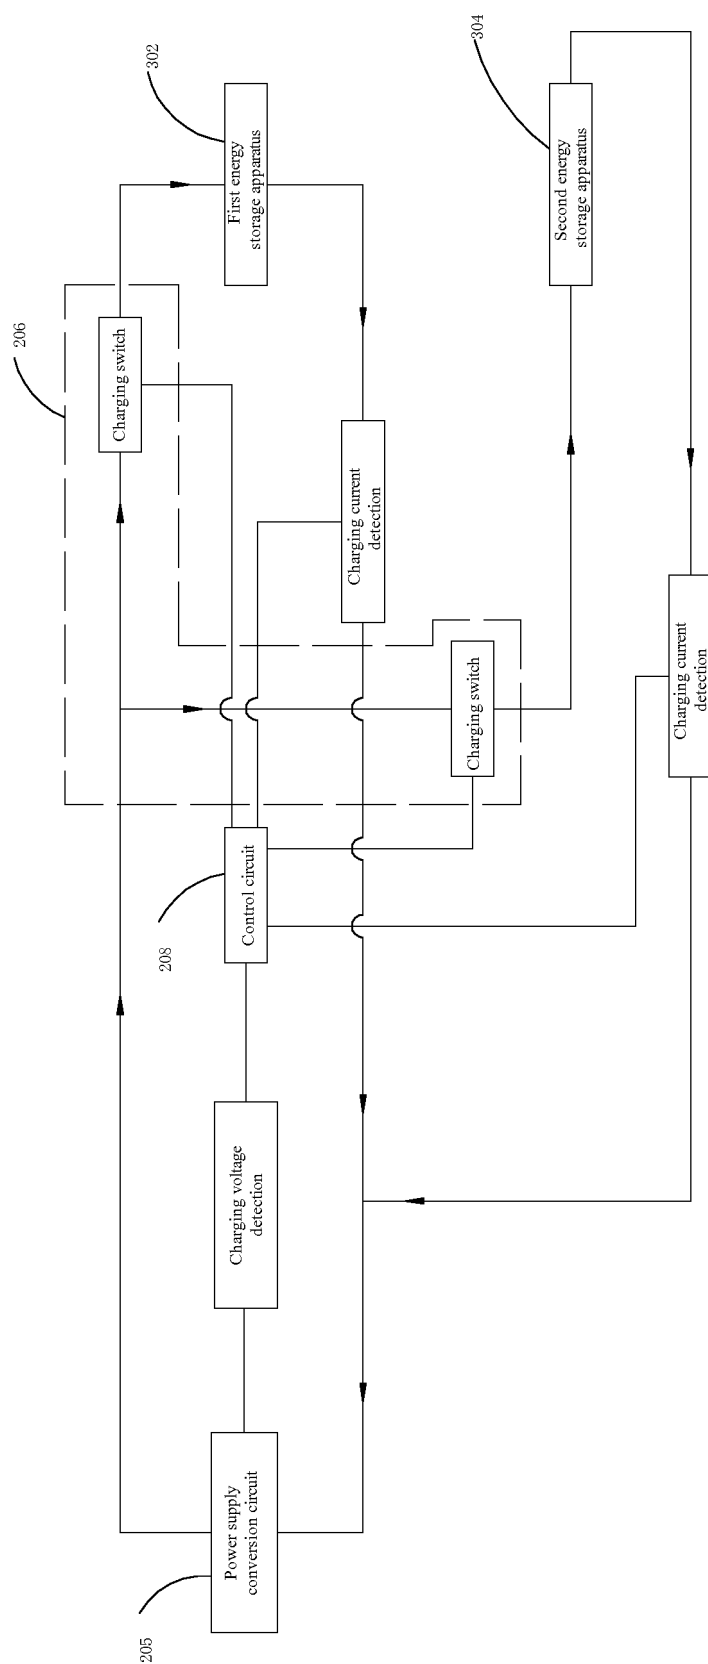 205
Power supply
conversion circuit
Charging voltage
detection
208
Control circuit
206
Charging switch
Charging switch
302
First energy
storage apparatus
Charging current
detection
304
Second energy
storage apparatus
Charging current
detection